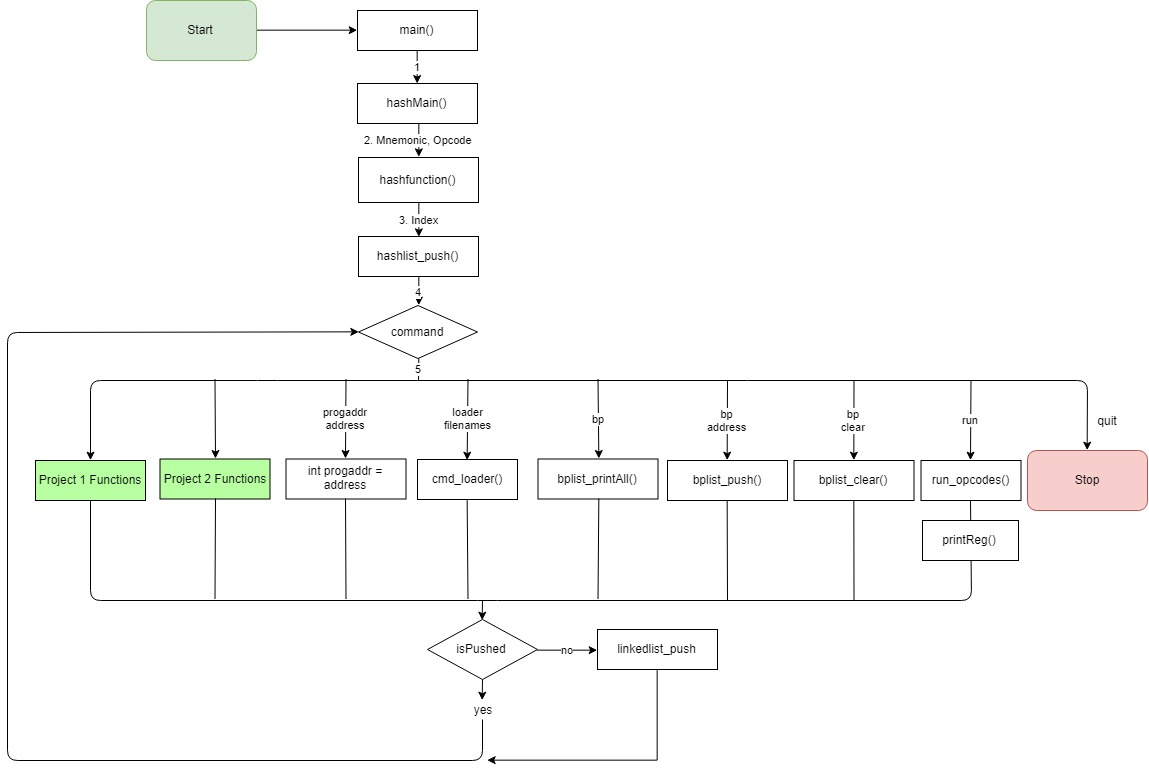 Start
main()
1
hashMain()
2. Mnemonic, Opcode
hashfunction()
3. Index
hashlist_push()
4
command
5
progaddr
address
loader
filenames
bp
bp
address
bp
clear
run
quit
Project 1 Functions
Project 2 Functions
int progaddr =
address
cmd_loader()
bplist_printAll()
bplist_push()
bplist_clear()
run_opcodes()
Stop
printReg()
isPushed
no
linkedlist_push
yes